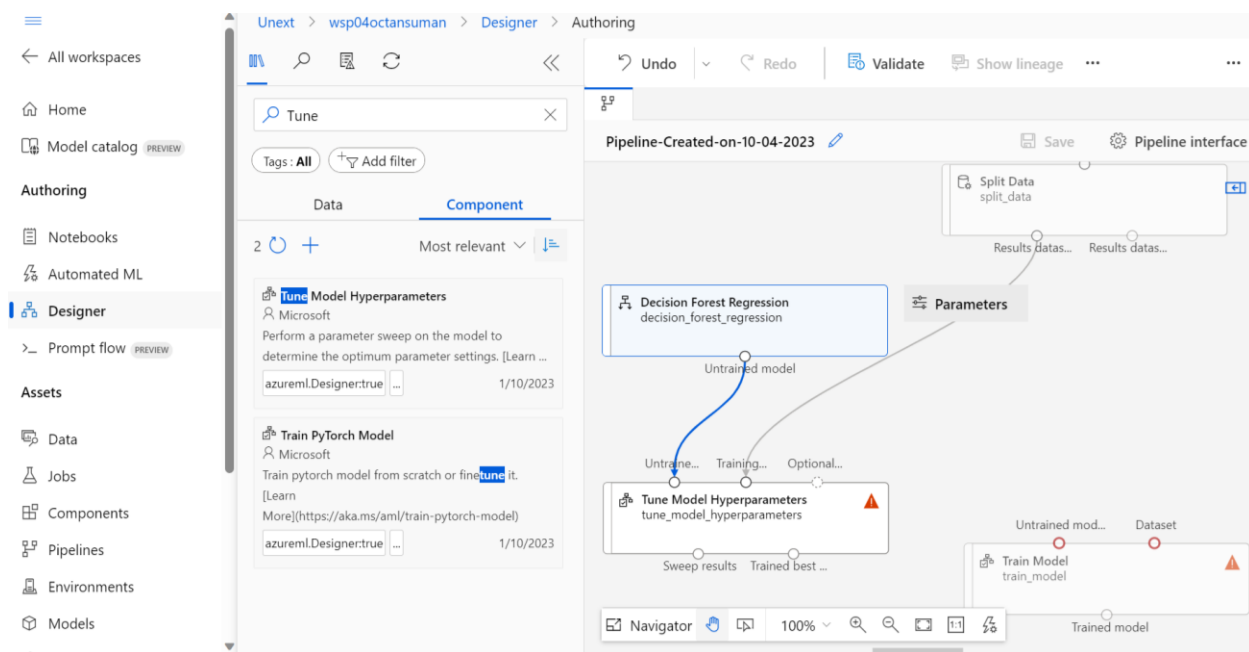 Unext > wsp04octansuman > Designer > Authoring
All workspaces
Home
Model catalog PREVIEW
Authoring
Notebooks
Automated ML
Designer
Prompt flow PREVIEW
Assets
Data
Jobs
Components
Pipelines
Environments
Models
Tune
Tags : All
Add filter
Data Component
2
Most relevant
Tune Model Hyperparameters
Microsoft
Perform a parameter sweep on the model to
determine the optimum parameter settings. [Learn ...
azureml.Designer:true ... 1/10/2023
Train PyTorch Model
Microsoft
Train pytorch model from scratch or finetune it.
[Learn
More](https://aka.ms/aml/train-pytorch-model)
azureml.Designer:true ... 1/10/2023
Undo Redo Validate Show lineage ... ...
Pipeline-Created-on-10-04-2023 Save Pipeline interface
Split Data
split_data
Results datas... Results datas...
Decision Forest Regression
decision_forest_regression
Parameters
Untrained model
Untraine... Training... Optional...
Tune Model Hyperparameters
tune_model_hyperparameters
Sweep results Trained best ...
Untrained mod... Dataset
Train Model
train_model
Trained model
Navigator 100% 1:1